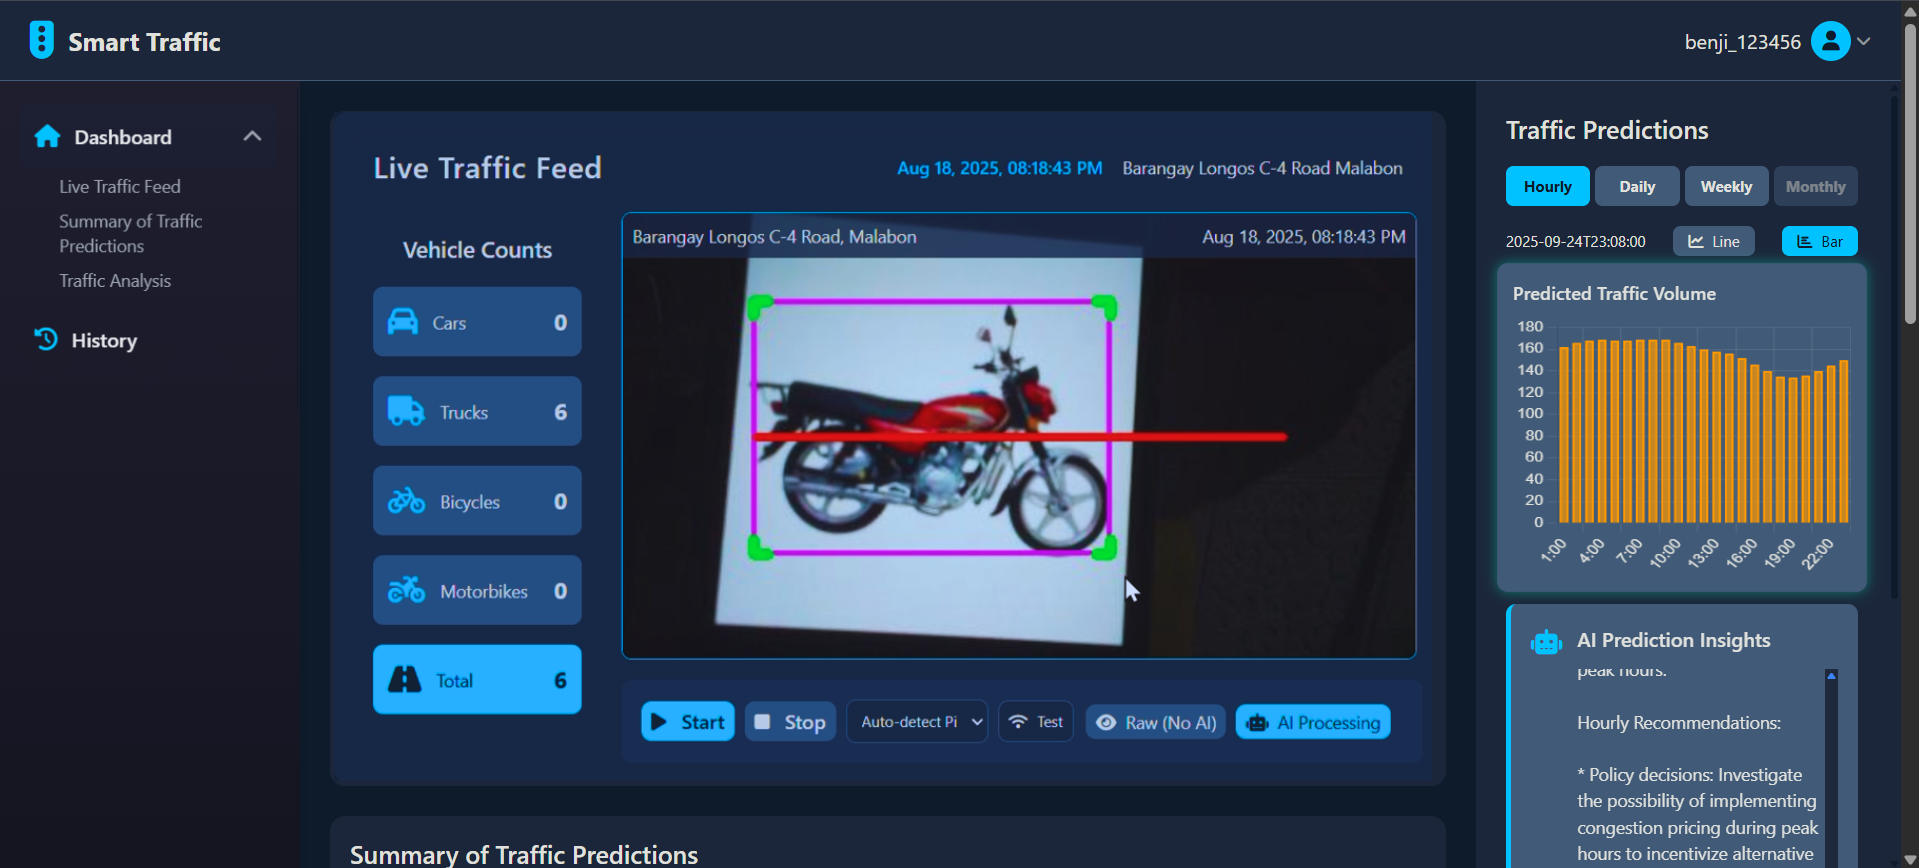 Smart Traffic
benji_123456
Dashboard
Live Traffic Feed
Summary of Traffic
Predictions
Traffic Analysis
History
Live Traffic Feed
Aug 18, 2025, 08:18:43 PM
Barangay Longos C-4 Road Malabon
Vehicle Counts
Cars 0
Trucks 6
Bicycles 0
Motorbikes 0
Total 6
Barangay Longos C-4 Road, Malabon
Aug 18, 2025, 08:18:43 PM
Start
Stop
Auto-detect Pi
Test
Raw (No AI)
AI Processing
Summary of Traffic Predictions
Traffic Predictions
Hourly
Daily
Weekly
Monthly
2025-09-24T23:08:00
Line
Bar
Predicted Traffic Volume
180
160
140
120
100
80
60
40
20
0
1:00
4:00
7:00
10:00
13:00
16:00
19:00
22:00
AI Prediction Insights
peak hours.
Hourly Recommendations:
* Policy decisions: Investigate
the possibility of implementing
congestion pricing during peak
hours to incentivize alternative